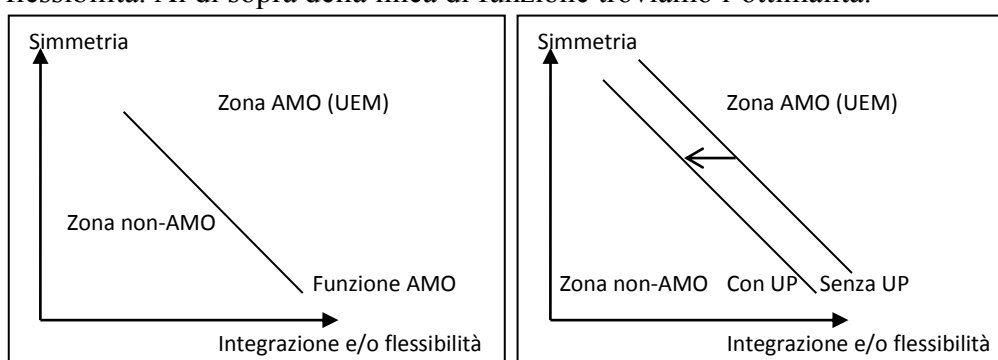 flessibilità. Al di sopra della linea di funzione troviamo l'ottimalità.
Simmetria
Zona AMO (UEM)
Zona non-AMO
Funzione AMO
Integrazione e/o flessibilità
Simmetria
Zona AMO (UEM)
Zona non-AMO
Con UP
Senza UP
Integrazione e/o flessibilità